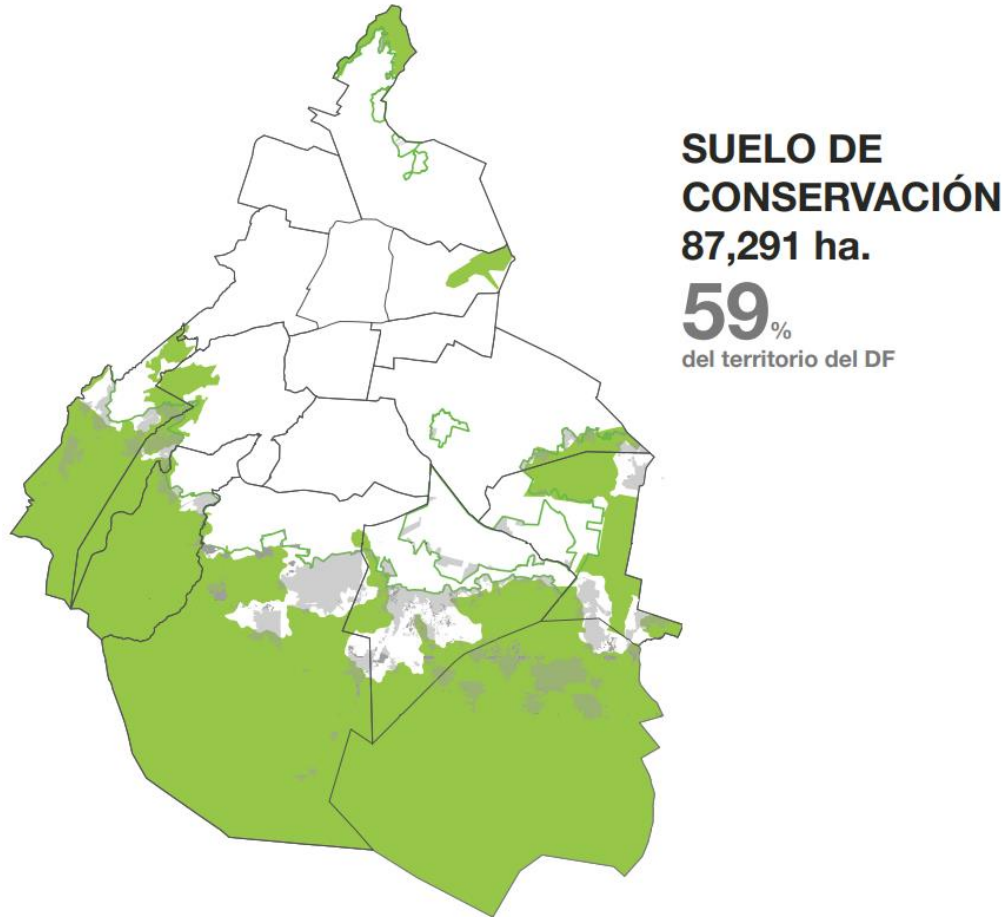 SUELO DE
CONSERVACIÓN
87,291 ha.
59%
del territorio del DF